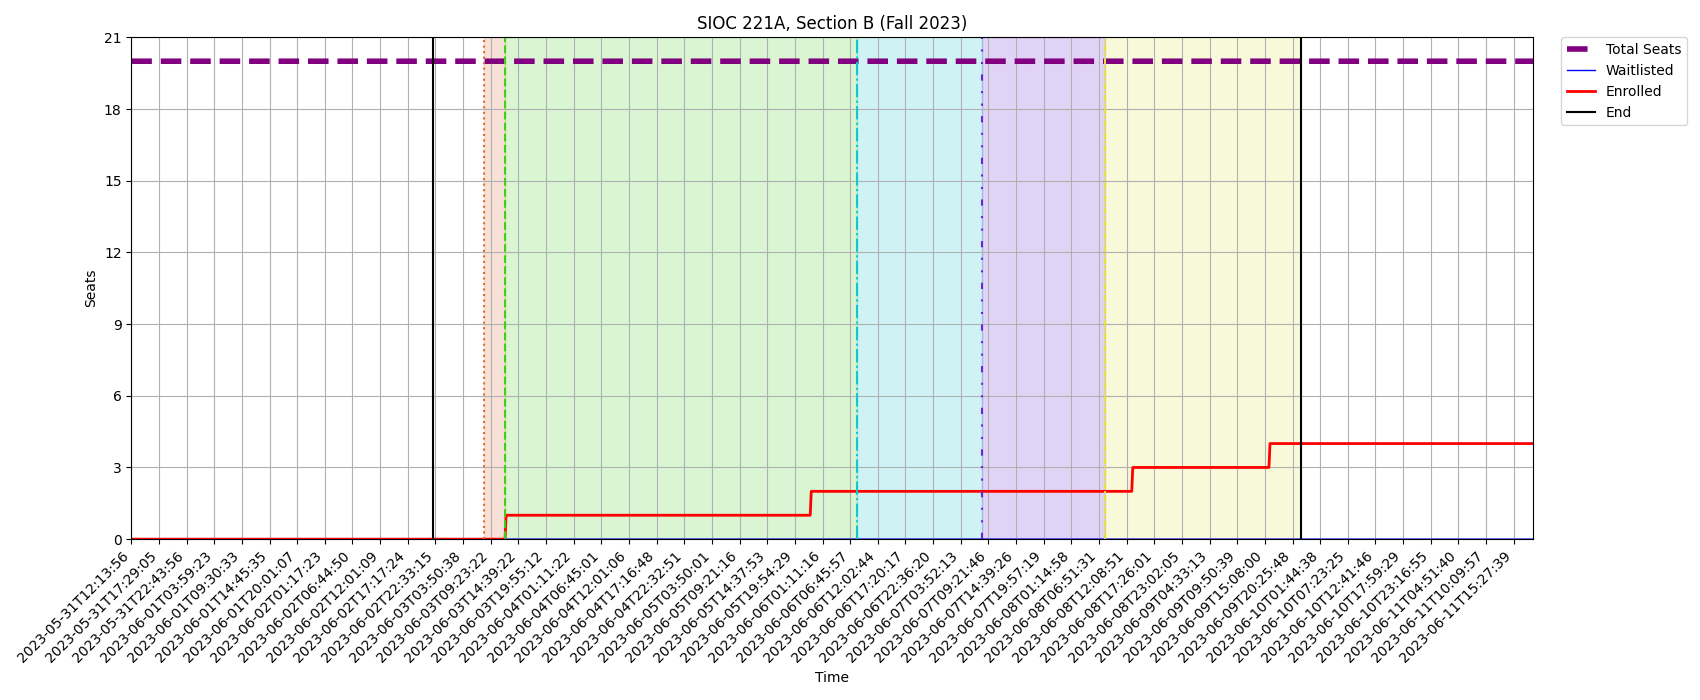 SIOC 221A, Section B (Fall 2023)
Total Seats
Waitlisted
Enrolled
End
Seats
21
18
15
12
9
6
3
0
2023-05-31T12:13:56
2023-05-31T17:29:05
2023-05-31T22:43:56
2023-06-01T03:59:23
2023-06-01T09:30:33
2023-06-01T14:45:35
2023-06-01T20:01:07
2023-06-02T01:17:23
2023-06-02T06:44:50
2023-06-02T12:01:09
2023-06-02T17:17:24
2023-06-02T22:33:15
2023-06-03T03:50:38
2023-06-03T09:23:22
2023-06-03T14:39:22
2023-06-03T19:55:12
2023-06-04T01:11:22
2023-06-04T06:45:01
2023-06-04T12:01:06
2023-06-04T17:16:48
2023-06-04T22:32:51
2023-06-05T03:50:01
2023-06-05T09:21:16
2023-06-05T14:37:53
2023-06-05T19:54:29
2023-06-06T01:11:16
2023-06-06T06:45:57
2023-06-06T12:02:44
2023-06-06T17:20:17
2023-06-06T22:36:20
2023-06-07T03:52:13
2023-06-07T09:21:46
2023-06-07T14:39:26
2023-06-07T19:57:19
2023-06-08T01:14:58
2023-06-08T06:51:31
2023-06-08T12:08:51
2023-06-08T17:26:01
2023-06-08T23:02:05
2023-06-09T04:33:13
2023-06-09T09:50:39
2023-06-09T15:08:00
2023-06-09T20:25:48
2023-06-10T01:44:38
2023-06-10T07:23:25
2023-06-10T12:41:46
2023-06-10T17:59:29
2023-06-10T23:16:55
2023-06-11T04:51:40
2023-06-11T10:09:57
2023-06-11T15:27:39
Time